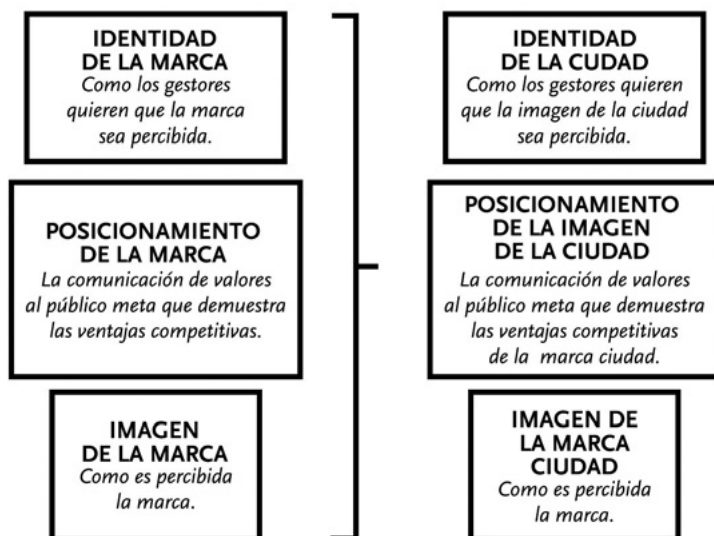 IDENTIDAD
DE LA MARCA
Como los gestores
quieren que la marca
sea percibida.
POSICIONAMIENTO
DE LA MARCA
La comunicación de valores
al público meta que demuestra
las ventajas competitivas.
IMAGEN
DE LA MARCA
Como es percibida
la marca.
IDENTIDAD
DE LA CUDAD
Como los gestores quieren
que la imagen de la ciudad
sea percibida.
POSICIONAMIENTO
DE LA IMAGEN
DE LA CIUDAD
La comunicación de valores
al público meta que demuestra
las ventajas competitivas
de la marca ciudad.
IMAGEN DE
LA MARCA
CIUDAD
Como es percibida
la marca.